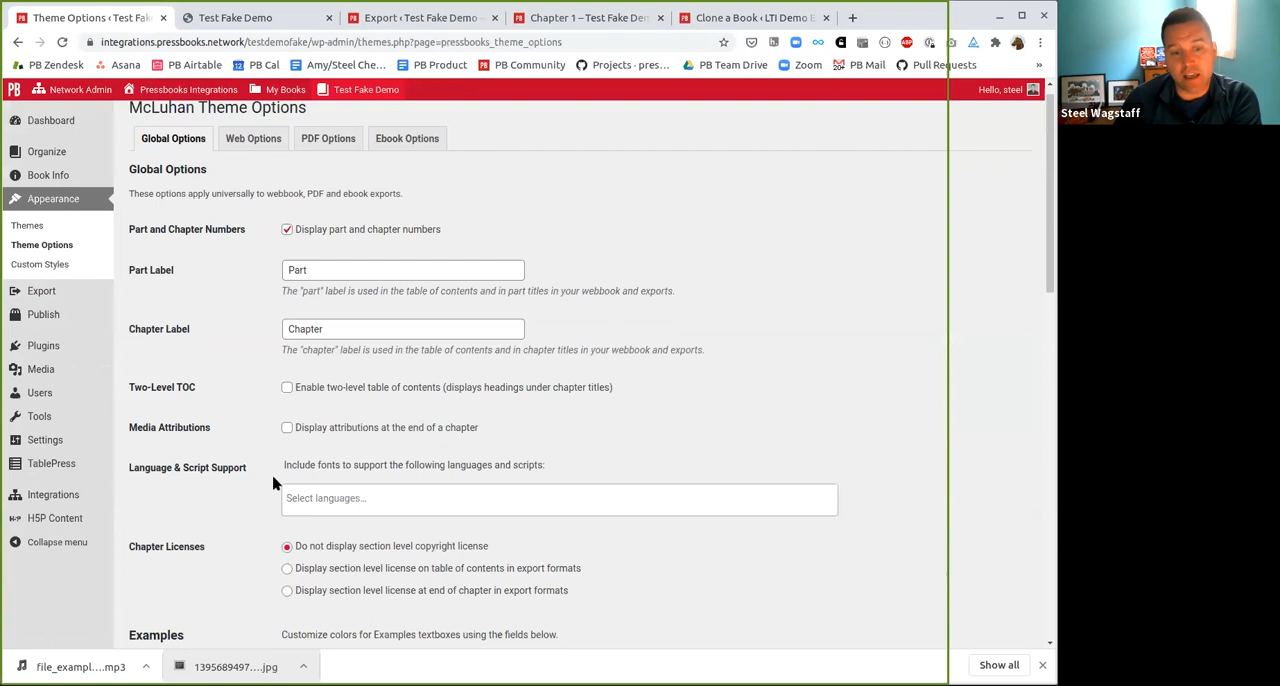 Theme Options ‹ Test Fak
Test Fake Demo
Export ‹ Test Fake Demo —
Chapter 1 – Test Fake De
Clone a Book ‹ LTI Demo E
integrations.pressbooks.network/testdemofake/wp-admin/themes.php?page=pressbooks_theme_options
ABP
PB Zendesk
Asana
PB Airtable
12 PB Cal
Amy/Steel Che...
PB Product
PB Community
Projects · pres...
PB Team Drive
Zoom
20+ PB Mail
Pull Requests
»
PB Network Admin
Pressbooks Integrations
My Books
Test Fake Demo
Hello, steel
Steel Wagstaff
McLuhan Theme Options
Dashboard
Organize
Book Info
Appearance
Themes
Theme Options
Custom Styles
Export
Publish
Plugins
Media
Users
Tools
Settings
TablePress
Integrations
H5P H5P Content
Collapse menu
Global Options
Web Options
PDF Options
Ebook Options
Global Options
These options apply universally to webbook, PDF and ebook exports.
Part and Chapter Numbers
Display part and chapter numbers
Part Label
Part
The "part" label is used in the table of contents and in part titles in your webbook and exports.
Chapter Label
Chapter
The "chapter" label is used in the table of contents and in chapter titles in your webbook and exports.
Two-Level TOC
Enable two-level table of contents (displays headings under chapter titles)
Media Attributions
Display attributions at the end of a chapter
Language & Script Support
Include fonts to support the following languages and scripts:
Select languages...
Chapter Licenses
Do not display section level copyright license
Display section level license on table of contents in export formats
Display section level license at end of chapter in export formats
Examples
Customize colors for Examples textboxes using the fields below.
file_exampl....mp3
1395689497....jpg
Show all